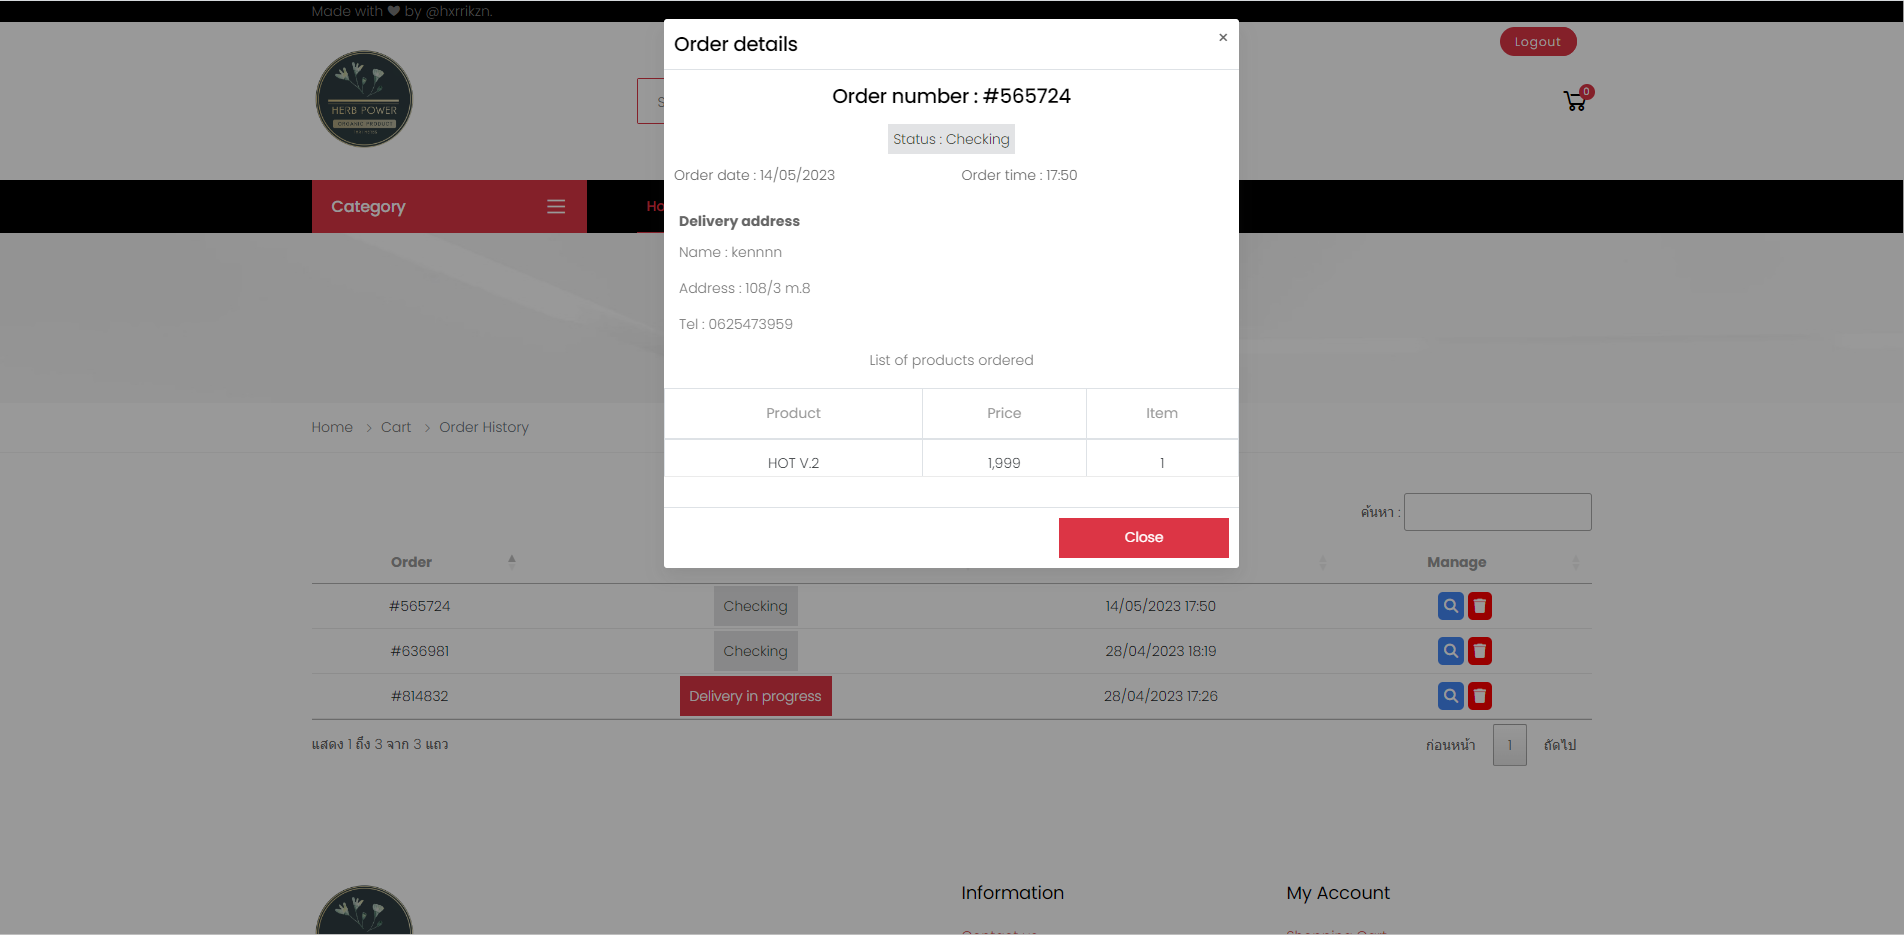 Made with ❤ by @hxrrikzn.
Logout
HERB POWER
ORGANIC PRODUCT
0
Category
Order details ×
Order number : #565724
Status : Checking
Order date : 14/05/2023 Order time : 17:50
Delivery address
Name : kennnn
Address : 108/3 m.8
Tel : 0625473959
List of products ordered
Product Price Item
HOT V.2 1,999 1
Close
Home > Cart > Order History
ค้นหา :
Order Manage
#565724 Checking 14/05/2023 17:50
#636981 Checking 28/04/2023 18:19
#814832 Delivery in progress 28/04/2023 17:26
แสดง 1 ถึง 3 จาก 3 แถว
ก่อนหน้า 1 ถัดไป
Information My Account